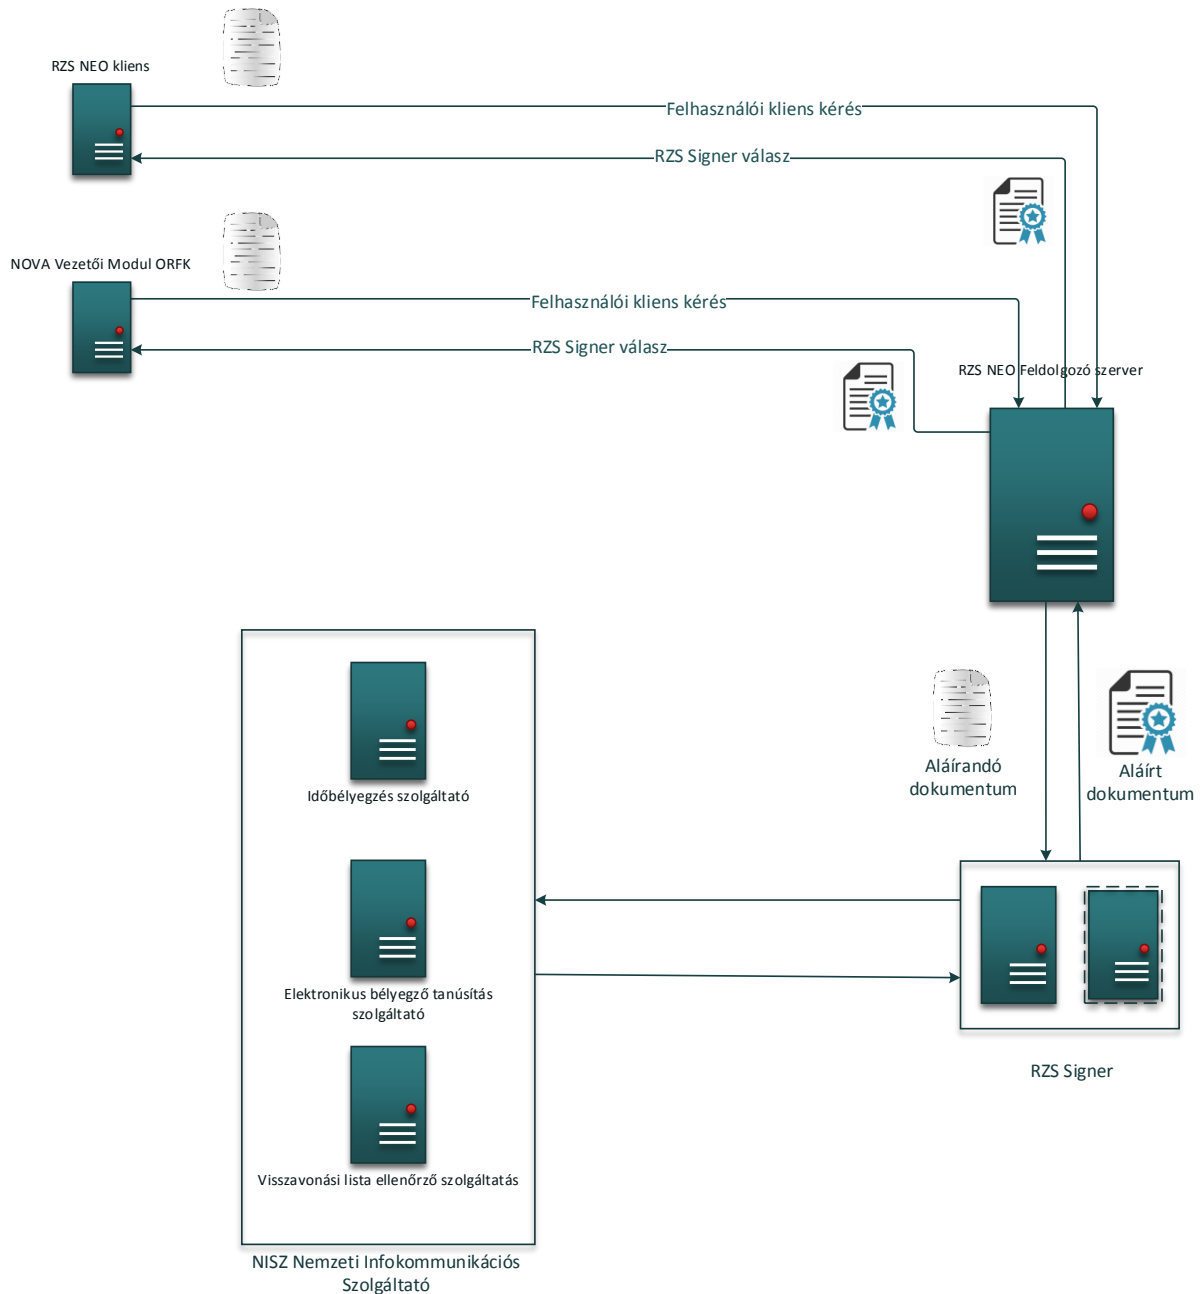 RZS NEO kliens
Felhasználói kliens kérés
RZS Signer válasz
NOVA Vezetői Modul ORFK
Felhasználói kliens kérés
RZS Signer válasz
RZS NEO Feldolgozó szerver
Aláírandó
dokumentum
Aláírt
dokumentum
Időbélyegzés szolgáltató
Elektronikus bélyegző tanúsítás
szolgáltató
RZS Signer
Visszavonási lista ellenőrző szolgáltatás
NISZ Nemzeti Infokommunikációs
Szolgáltató